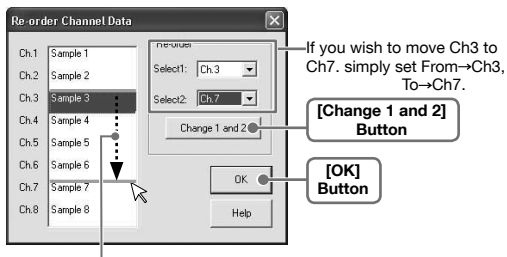 Re-order Channel Data
Re-order
Ch.1 Sample 1
Ch.2 Sample 2
Ch.3 Sample 3
Ch.4 Sample 4
Ch.5 Sample 5
Ch.6 Sample 6
Ch.7 Sample 7
Ch.8 Sample 8
Select1: Ch.3
Select2: Ch.7
Change 1 and 2
OK
Help
If you wish to move Ch3 to
Ch7. simply set From→Ch3,
To→Ch7.
[Change 1 and 2]
Button
[OK]
Button